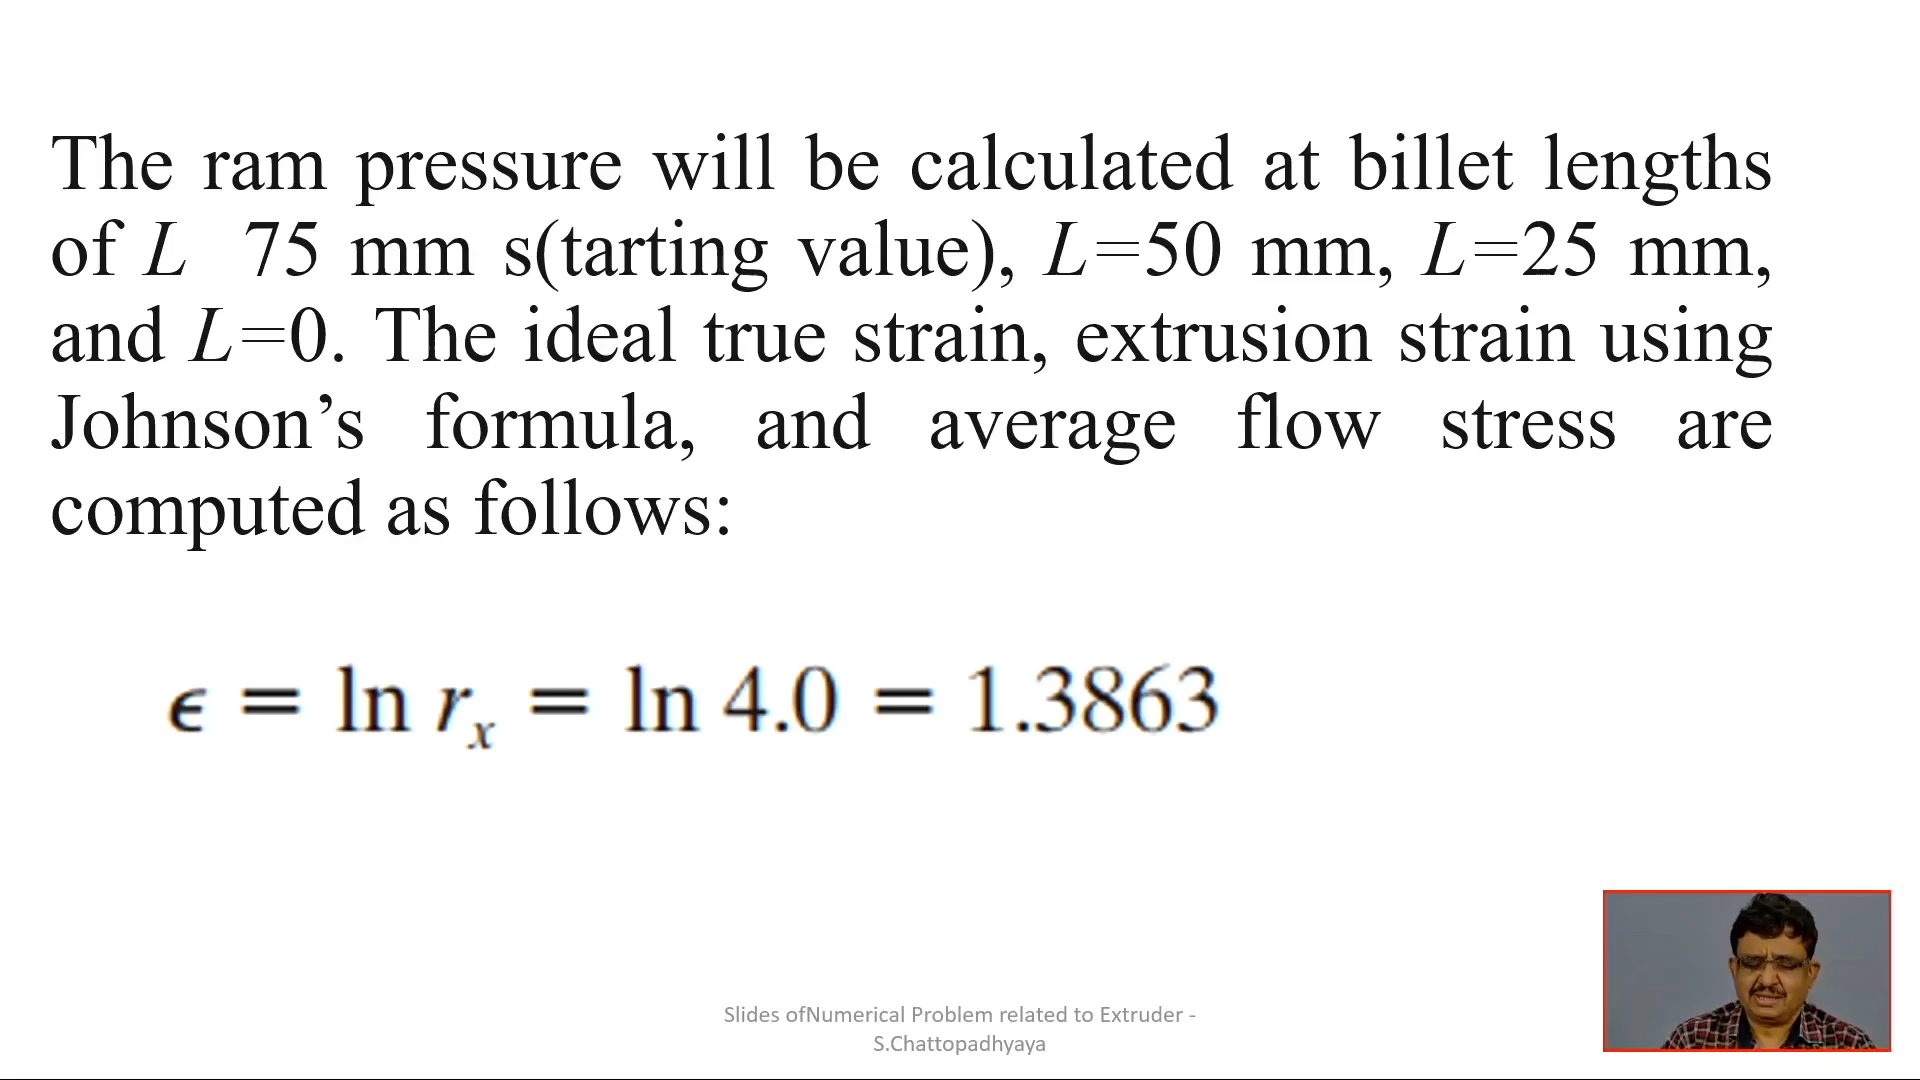 The ram pressure will be calculated at billet lengths
of L 75 mm s(tarting value), L=50 mm, L=25 mm,
and L=0. The ideal true strain, extrusion strain using
Johnson’s formula, and average flow stress are
computed as follows:
ϵ = ln rₓ = ln 4.0 = 1.3863
Slides ofNumerical Problem related to Extruder -
S.Chattopadhyaya